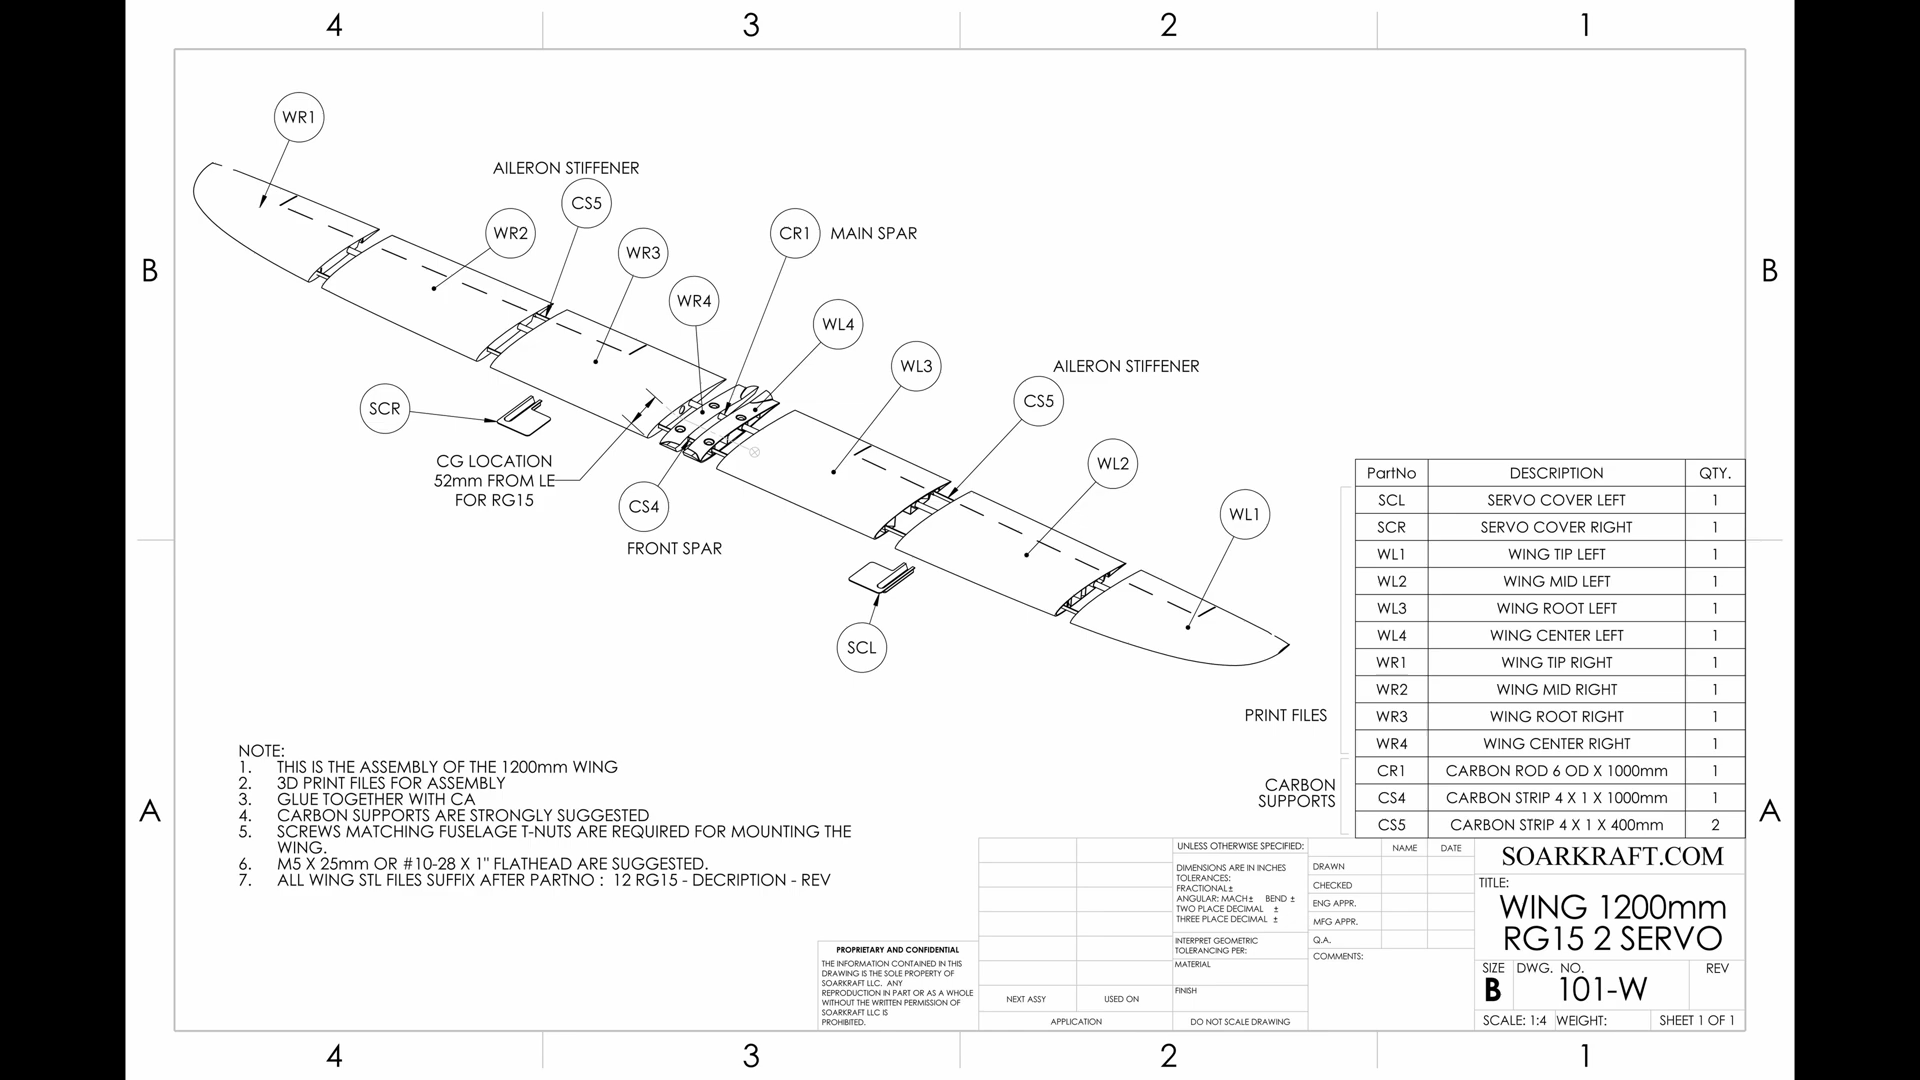 4 3 2 1
WR1
AILERON STIFFENER
CS5
WR2
CR1 MAIN SPAR
WR3
B B
WR4
WL4
WL3
AILERON STIFFENER
CS5
SCR
CG LOCATION
52mm FROM LE
FOR RG15
WL2
CS4
FRONT SPAR
WL1
SCL
PartNo DESCRIPTION QTY.
SCL SERVO COVER LEFT 1
SCR SERVO COVER RIGHT 1
WL1 WING TIP LEFT 1
WL2 WING MID LEFT 1
WL3 WING ROOT LEFT 1
WL4 WING CENTER LEFT 1
WR1 WING TIP RIGHT 1
WR2 WING MID RIGHT 1
WR3 WING ROOT RIGHT 1
WR4 WING CENTER RIGHT 1
CR1 CARBON ROD 6 OD X 1000mm 1
CS4 CARBON STRIP 4 X 1 X 1000mm 1
CS5 CARBON STRIP 4 X 1 X 400mm 2
PRINT FILES
CARBON
SUPPORTS
A A
NOTE:
1. THIS IS THE ASSEMBLY OF THE 1200mm WING
2. 3D PRINT FILES FOR ASSEMBLY
3. GLUE TOGETHER WITH CA
4. CARBON SUPPORTS ARE STRONGLY SUGGESTED
5. SCREWS MATCHING FUSELAGE T-NUTS ARE REQUIRED FOR MOUNTING THE
WING.
6. M5 X 25mm OR #10-28 X 1" FLATHEAD ARE SUGGESTED.
7. ALL WING STL FILES SUFFIX AFTER PARTNO : 12 RG15 - DECRIPTION - REV
PROPRIETARY AND CONFIDENTIAL
THE INFORMATION CONTAINED IN THIS
DRAWING IS THE SOLE PROPERTY OF
SOARKRAFT LLC. ANY
REPRODUCTION IN PART OR AS A WHOLE
WITHOUT THE WRITTEN PERMISSION OF
SOARKRAFT LLC IS
PROHIBITED.
NEXT ASSY USED ON
APPLICATION
UNLESS OTHERWISE SPECIFIED:
DIMENSIONS ARE IN INCHES
TOLERANCES:
FRACTIONAL±
ANGULAR: MACH± BEND ±
TWO PLACE DECIMAL ±
THREE PLACE DECIMAL ±
INTERPRET GEOMETRIC
TOLERANCING PER:
MATERIAL
FINISH
DO NOT SCALE DRAWING
NAME DATE
DRAWN
CHECKED
ENG APPR.
MFG APPR.
Q.A.
COMMENTS:
SOARKRAFT.COM
TITLE:
WING 1200mm
RG15 2 SERVO
SIZE DWG. NO. REV
B 101-W
SCALE: 1:4 WEIGHT: SHEET 1 OF 1
4 3 2 1